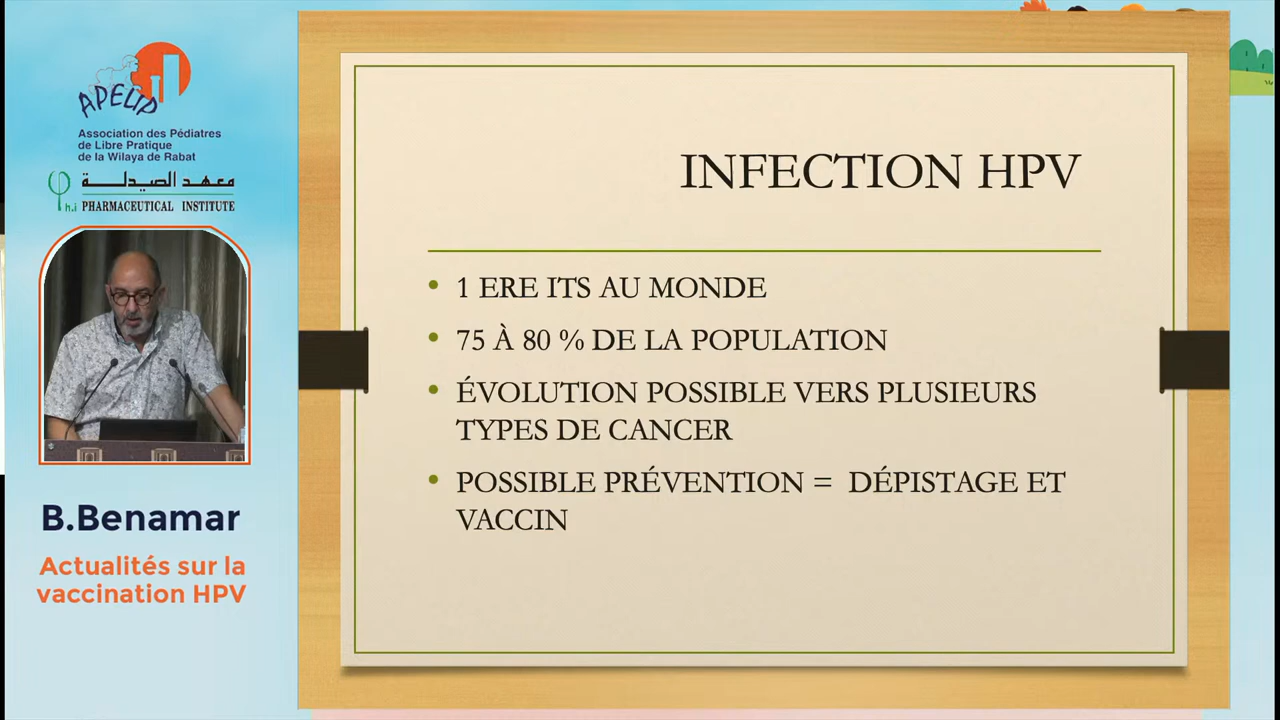 APELIP
Association des Pédiatres
de Libre Pratique
de la Wilaya de Rabat
معهد الصيدلة
h.i PHARMACEUTICAL INSTITUTE
B.Benamar
Actualités sur la
vaccination HPV
INFECTION HPV
• 1 ERE ITS AU MONDE
• 75 À 80 % DE LA POPULATION
• ÉVOLUTION POSSIBLE VERS PLUSIEURS
TYPES DE CANCER
• POSSIBLE PRÉVENTION = DÉPISTAGE ET
VACCIN